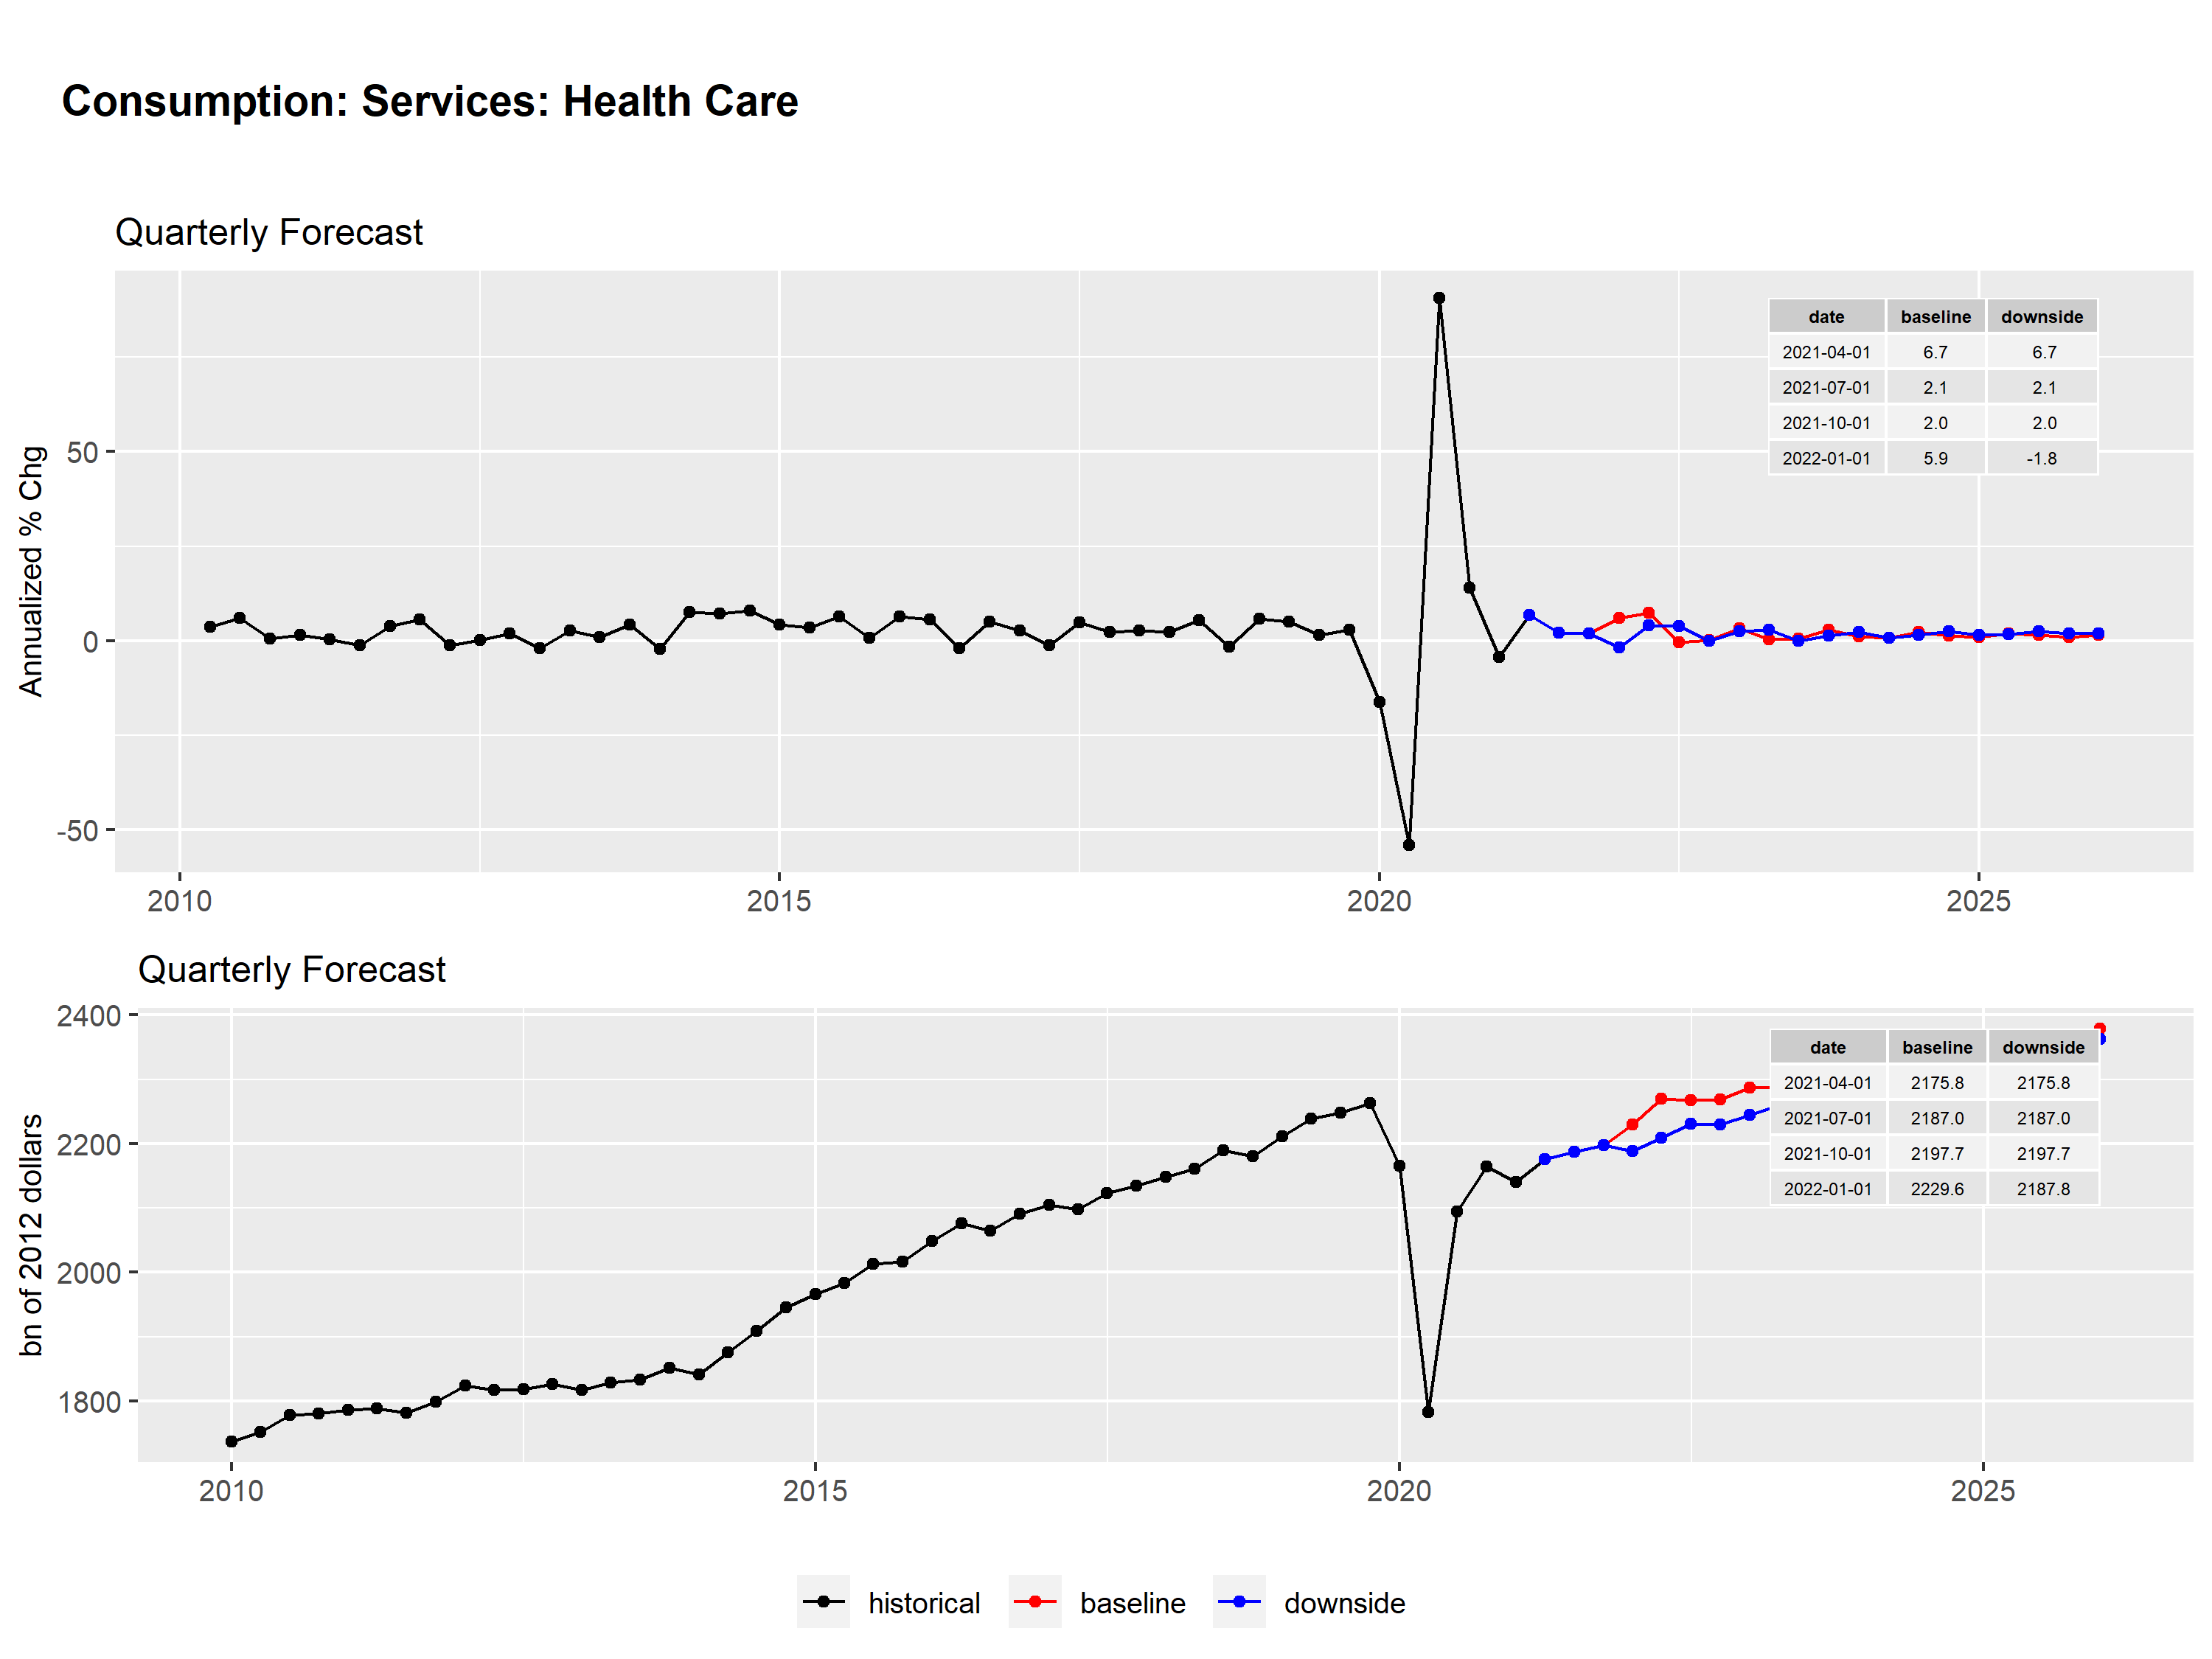 Consumption: Services: Health Care
Quarterly Forecast
Annualized % Chg
50
0
-50
2010 2015 2020 2025
date baseline downside
2021-04-01 6.7 6.7
2021-07-01 2.1 2.1
2021-10-01 2.0 2.0
2022-01-01 5.9 -1.8
Quarterly Forecast
bn of 2012 dollars
2400
2200
2000
1800
2010 2015 2020 2025
date baseline downside
2021-04-01 2175.8 2175.8
2021-07-01 2187.0 2187.0
2021-10-01 2197.7 2197.7
2022-01-01 2229.6 2187.8
historical baseline downside